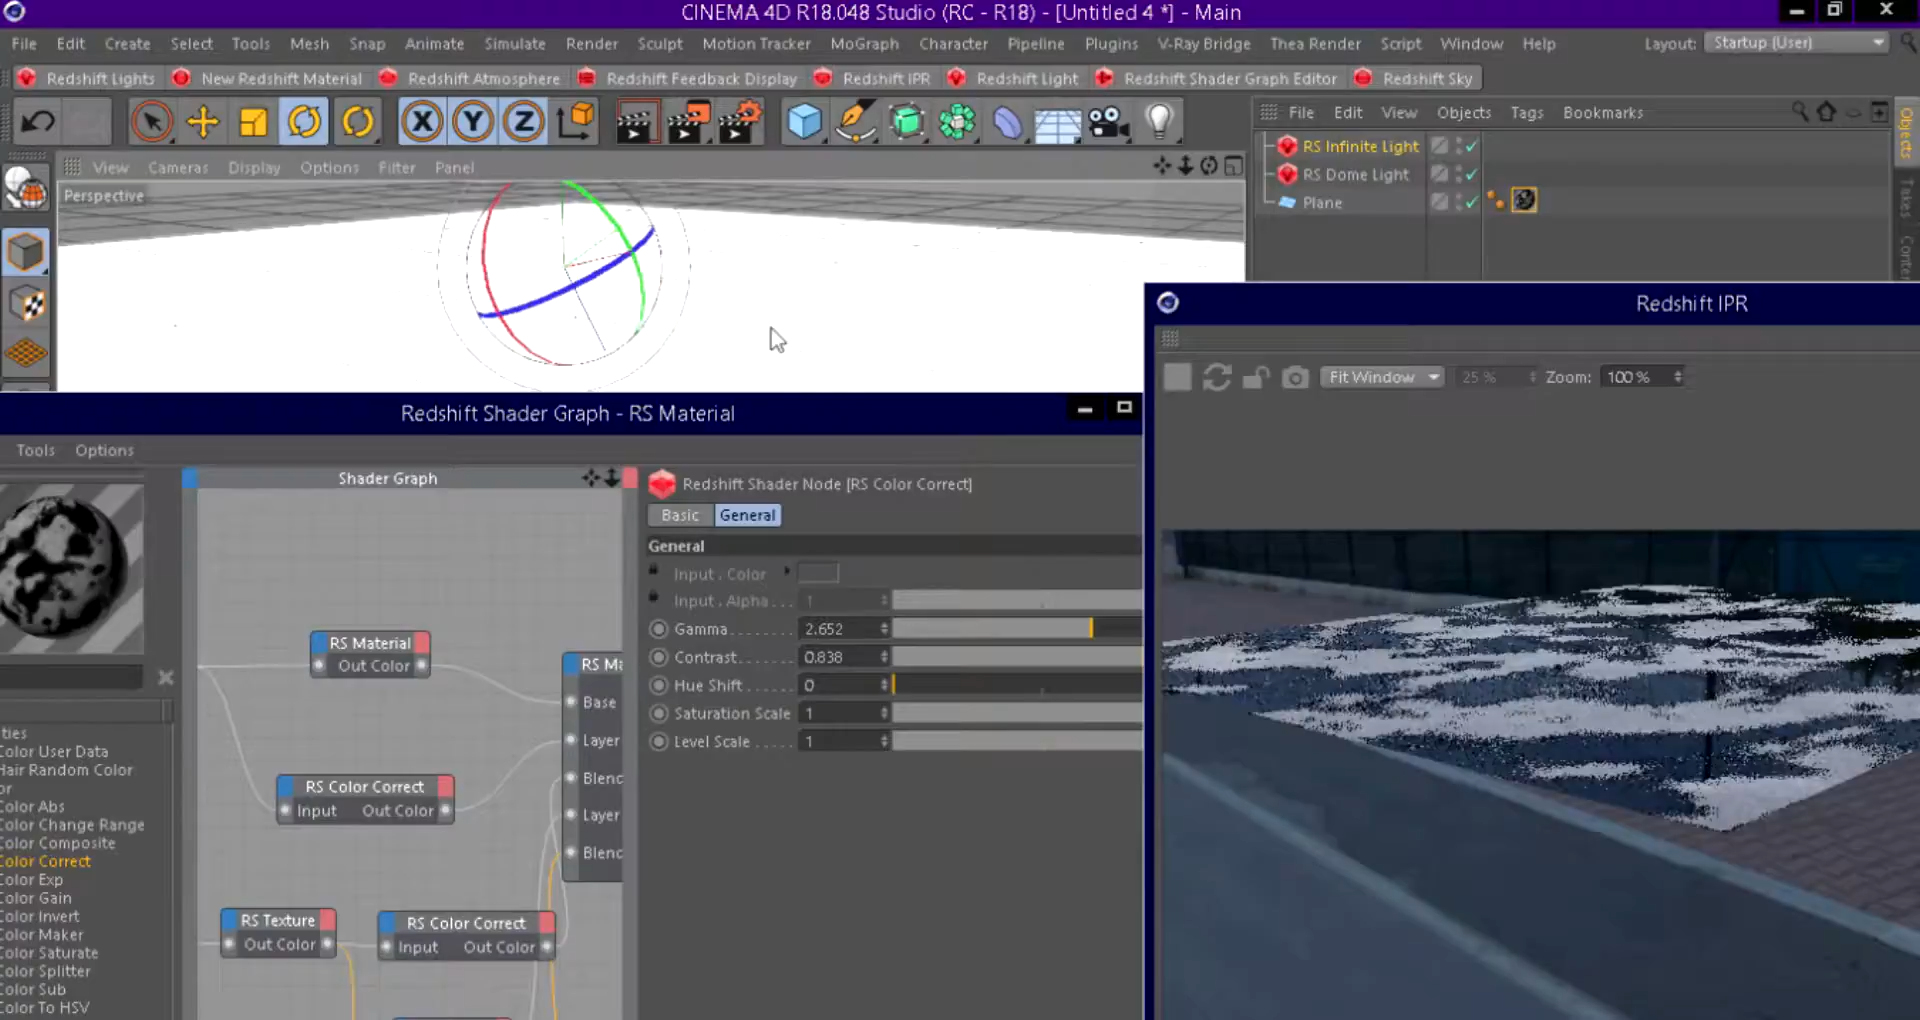 CINEMA 4D R18.048 Studio (RC - R18) - [Untitled 4 *] - Main
File Edit Create Select Tools Mesh Snap Animate Simulate Render Sculpt Motion Tracker MoGraph Character Pipeline Plugins V-Ray Bridge Thea Render Script Window Help Layout: Startup (User)
Redshift Lights New Redshift Material Redshift Atmosphere Redshift Feedback Display Redshift IPR Redshift Light Redshift Shader Graph Editor Redshift Sky
X Y Z
File Edit View Objects Tags Bookmarks
Objects
Takes
RS Infinite Light
RS Dome Light
Plane
View Cameras Display Options Filter Panel
Perspective
Redshift IPR
Fit Window 25 % Zoom: 100 %
Redshift Shader Graph - RS Material
Tools Options
Shader Graph
Redshift Shader Node [RS Color Correct]
Basic General
General
Input . Color
Input . Alpha . . . 1
Gamma 2.652
Contrast 0.838
Hue Shift 0
Saturation Scale 1
Level Scale 1
RS Material
Out Color
RS Ma
Base
Layer
Blend
Layer
Blend
RS Color Correct
Input Out Color
RS Texture
Out Color
RS Color Correct
Input Out Color
ties
Color User Data
Hair Random Color
or
Color Abs
Color Change Range
Color Composite
Color Correct
Color Exp
Color Gain
Color Invert
Color Maker
Color Saturate
Color Splitter
Color Sub
Color To HSV